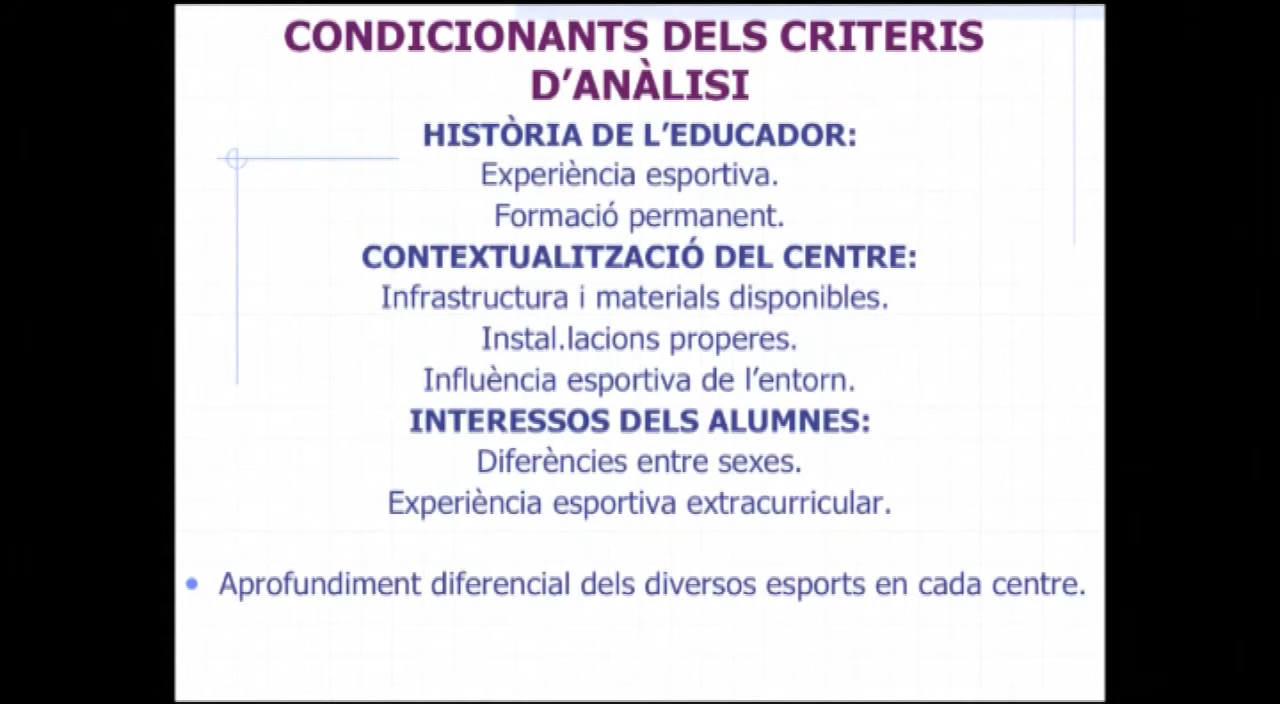 CONDICIONANTS DELS CRITERIS
D’ANÀLISI
HISTÒRIA DE L’EDUCADOR:
Experiència esportiva.
Formació permanent.
CONTEXTUALITZACIÓ DEL CENTRE:
Infrastructura i materials disponibles.
Instal.lacions properes.
Influència esportiva de l’entorn.
INTERESSOS DELS ALUMNES:
Diferències entre sexes.
Experiència esportiva extracurricular.
• Aprofundiment diferencial dels diversos esports en cada centre.